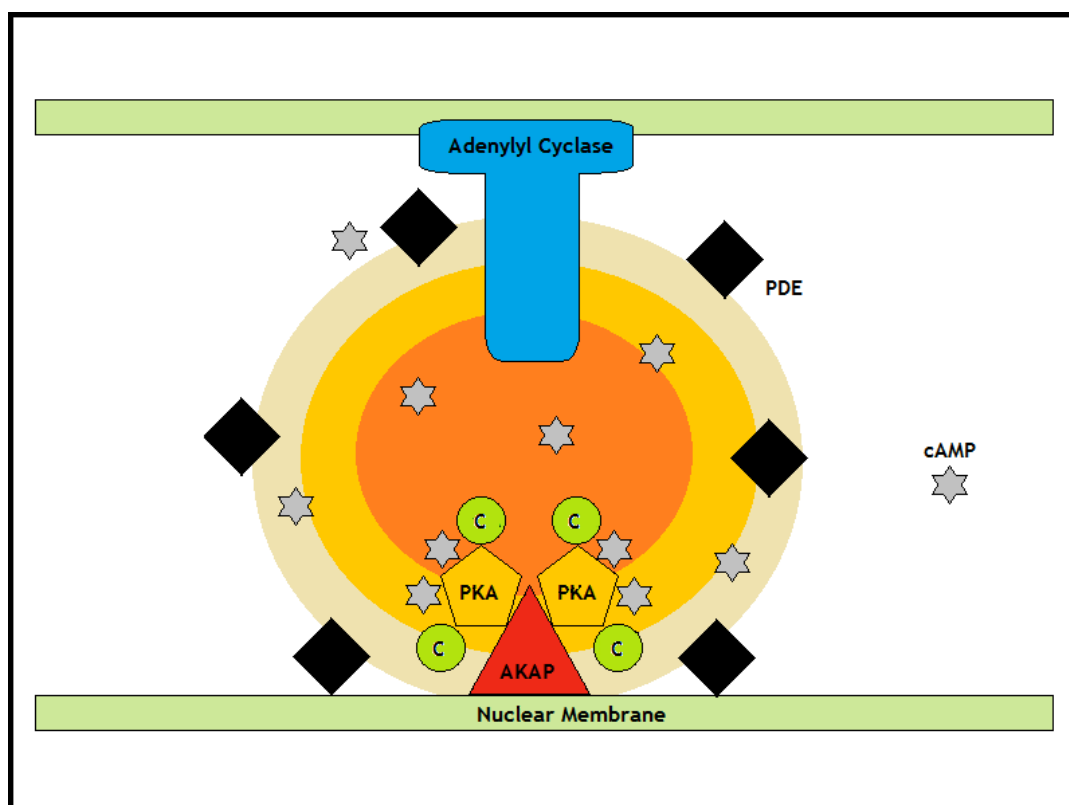 Adenylyl Cyclase
PDE
cAMP
C
C
PKA
PKA
C
C
AKAP
Nuclear Membrane